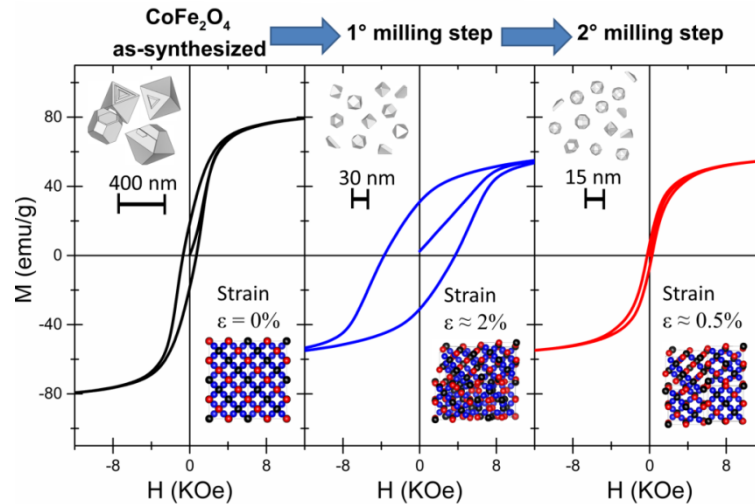 CoFe₂O₄
as-synthesized
1° milling step
2° milling step
M (emu/g)
80
40
0
-40
-80
400 nm
Strain
ε = 0%
-8 0 8
H (KOe)
30 nm
Strain
ε ≈ 2%
-8 0 8
H (KOe)
15 nm
Strain
ε ≈ 0.5%
-8 0 8
H (KOe)